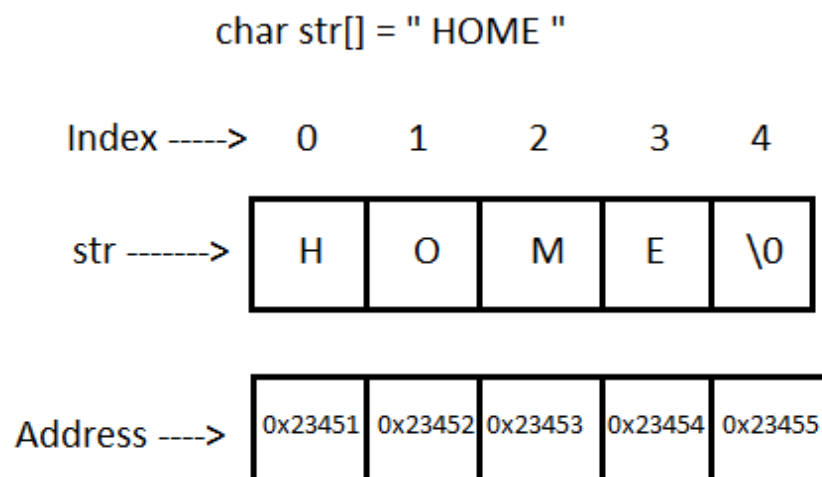 char str[] = " HOME "
Index -----> 0 1 2 3 4
str -------> H O M E \0
Address ----> 0x23451 0x23452 0x23453 0x23454 0x23455